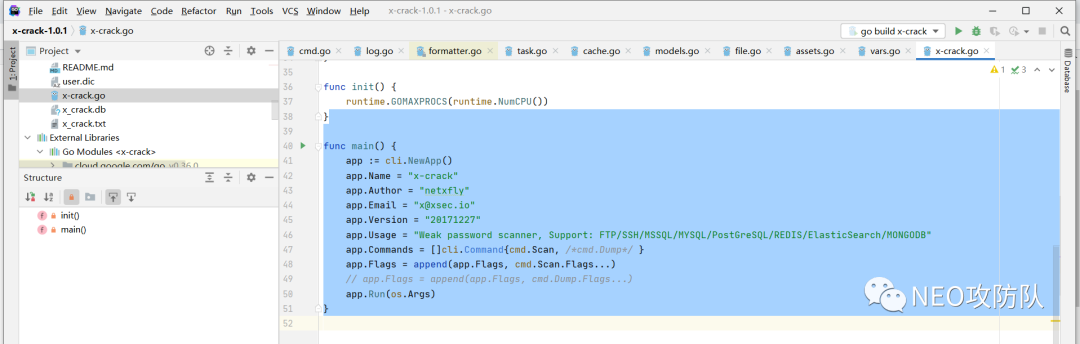 File Edit View Navigate Code Refactor Run Tools VCS Window Help x-crack-1.0.1 - x-crack.go
x-crack-1.0.1 x-crack.go go build x-crack
Project
cmd.go log.go formatter.go task.go cache.go models.go file.go assets.go vars.go x-crack.go
1: Project
README.md
user.dic
x-crack.go
x_crack.db
x_crack.txt
External Libraries
Go Modules <x-crack>
cloud.google.com/go v0.36.0
Structure
init()
main()
1 3
Database
35 }
36 func init() {
37 runtime.GOMAXPROCS(runtime.NumCPU())
38 }
39
40 func main() {
41 app := cli.NewApp()
42 app.Name = "x-crack"
43 app.Author = "netxfly"
44 app.Email = "x@xsec.io"
45 app.Version = "20171227"
46 app.Usage = "Weak password scanner, Support: FTP/SSH/MSSQL/MYSQL/PostGreSQL/REDIS/ElasticSearch/MONGODB"
47 app.Commands = []cli.Command{cmd.Scan, /*cmd.Dump*/ }
48 app.Flags = append(app.Flags, cmd.Scan.Flags...)
49 // app.Flags = append(app.Flags, cmd.Dump.Flags...)
50 app.Run(os.Args)
51 }
52
NEO攻防队